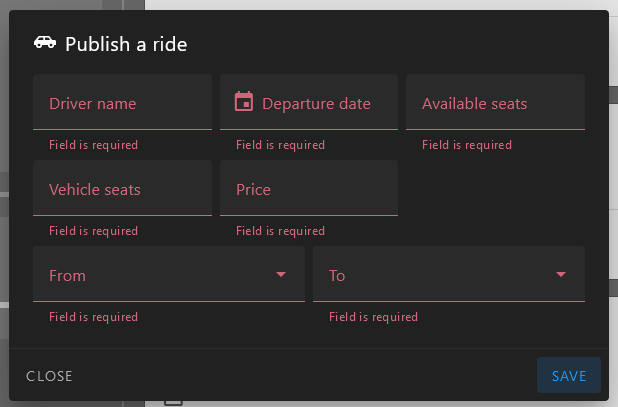 Publish a ride
Driver name
Departure date
Available seats
Field is required
Field is required
Field is required
Vehicle seats
Price
Field is required
Field is required
From
To
Field is required
Field is required
CLOSE
SAVE